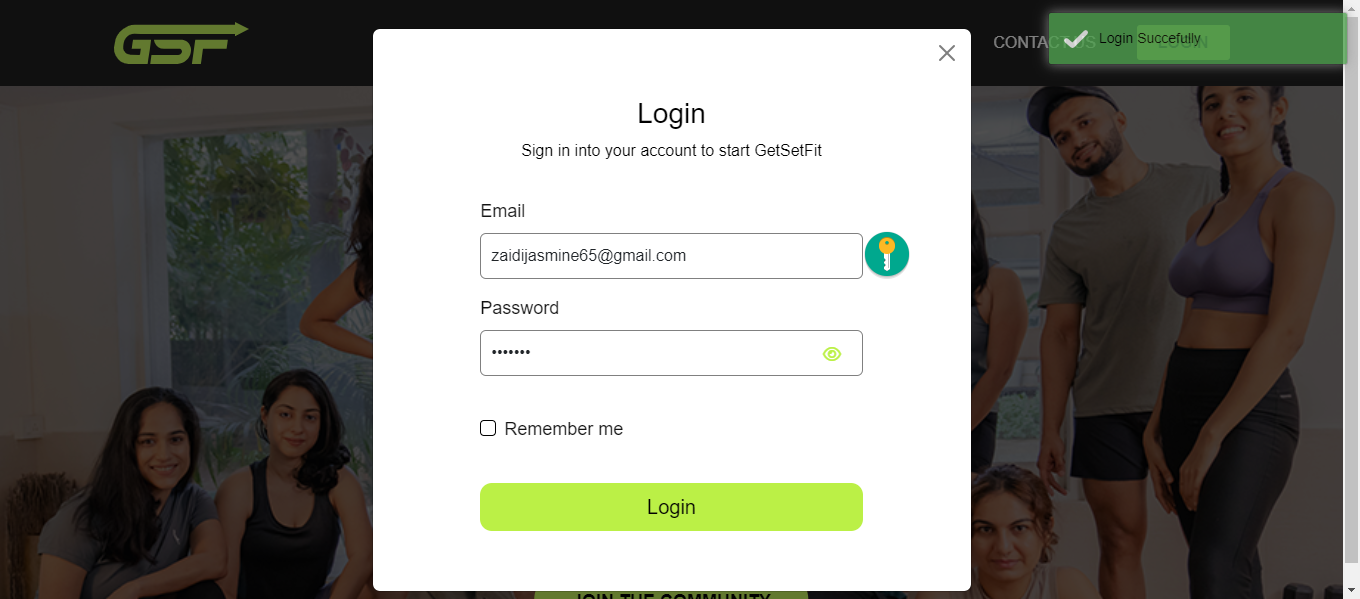 GSF
CONTACT US
LOGIN
Login Succefully
Login
Sign in into your account to start GetSetFit
Email
zaidijasmine65@gmail.com
Password
•••••••
Remember me
Login
JOIN THE COMMUNITY